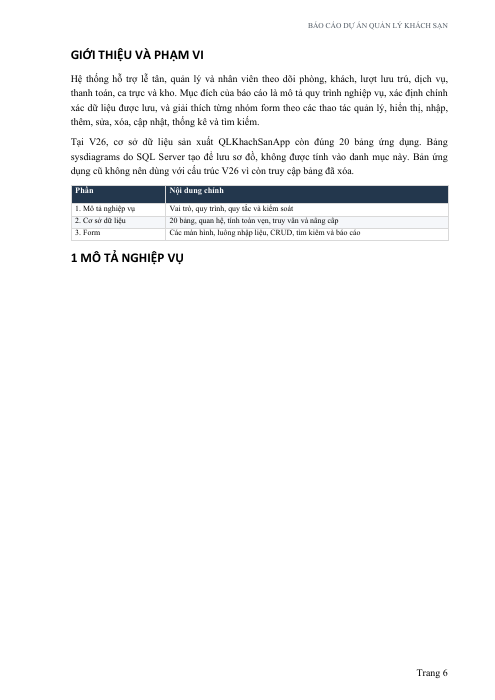 BÁO CÁO DỰ ÁN QUẢN LÝ KHÁCH SẠN
GIỚI THIỆU VÀ PHẠM VI
Hệ thống hỗ trợ lễ tân, quản lý và nhân viên theo dõi phòng, khách, lượt lưu trú, dịch vụ,
thanh toán, ca trực và kho. Mục đích của báo cáo là mô tả quy trình nghiệp vụ, xác định chính
xác dữ liệu được lưu, và giải thích từng nhóm form theo các thao tác quản lý, hiển thị, nhập,
thêm, sửa, xóa, cập nhật, thống kê và tìm kiếm.
Tại V26, cơ sở dữ liệu sản xuất QLKhachSanApp còn đúng 20 bảng ứng dụng. Bảng
sysdiagrams do SQL Server tạo để lưu sơ đồ, không được tính vào danh mục này. Bản ứng
dụng cũ không nên dùng với cấu trúc V26 vì còn truy cập bảng đã xóa.
Phần Nội dung chính
1. Mô tả nghiệp vụ Vai trò, quy trình, quy tắc và kiểm soát
2. Cơ sở dữ liệu 20 bảng, quan hệ, tính toàn vẹn, truy vấn và nâng cấp
3. Form Các màn hình, luồng nhập liệu, CRUD, tìm kiếm và báo cáo
1 MÔ TẢ NGHIỆP VỤ
Trang 6